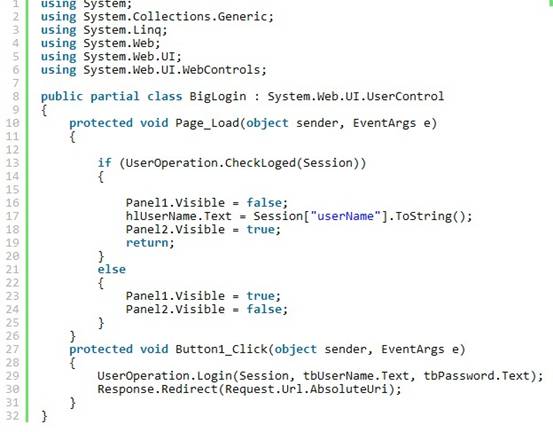 1 using System;
2 using System.Collections.Generic;
3 using System.Linq;
4 using System.Web;
5 using System.Web.UI;
6 using System.Web.UI.WebControls;
7
8 public partial class BigLogin : System.Web.UI.UserControl
9 {
10 protected void Page_Load(object sender, EventArgs e)
11 {
12
13 if (UserOperation.CheckLoged(Session))
14 {
15
16 Panel1.Visible = false;
17 hlUserName.Text = Session["userName"].ToString();
18 Panel2.Visible = true;
19 return;
20 }
21 else
22 {
23 Panel1.Visible = true;
24 Panel2.Visible = false;
25 }
26 }
27 protected void Button1_Click(object sender, EventArgs e)
28 {
29 UserOperation.Login(Session, tbUserName.Text, tbPassword.Text);
30 Response.Redirect(Request.Url.AbsoluteUri);
31 }
32 }